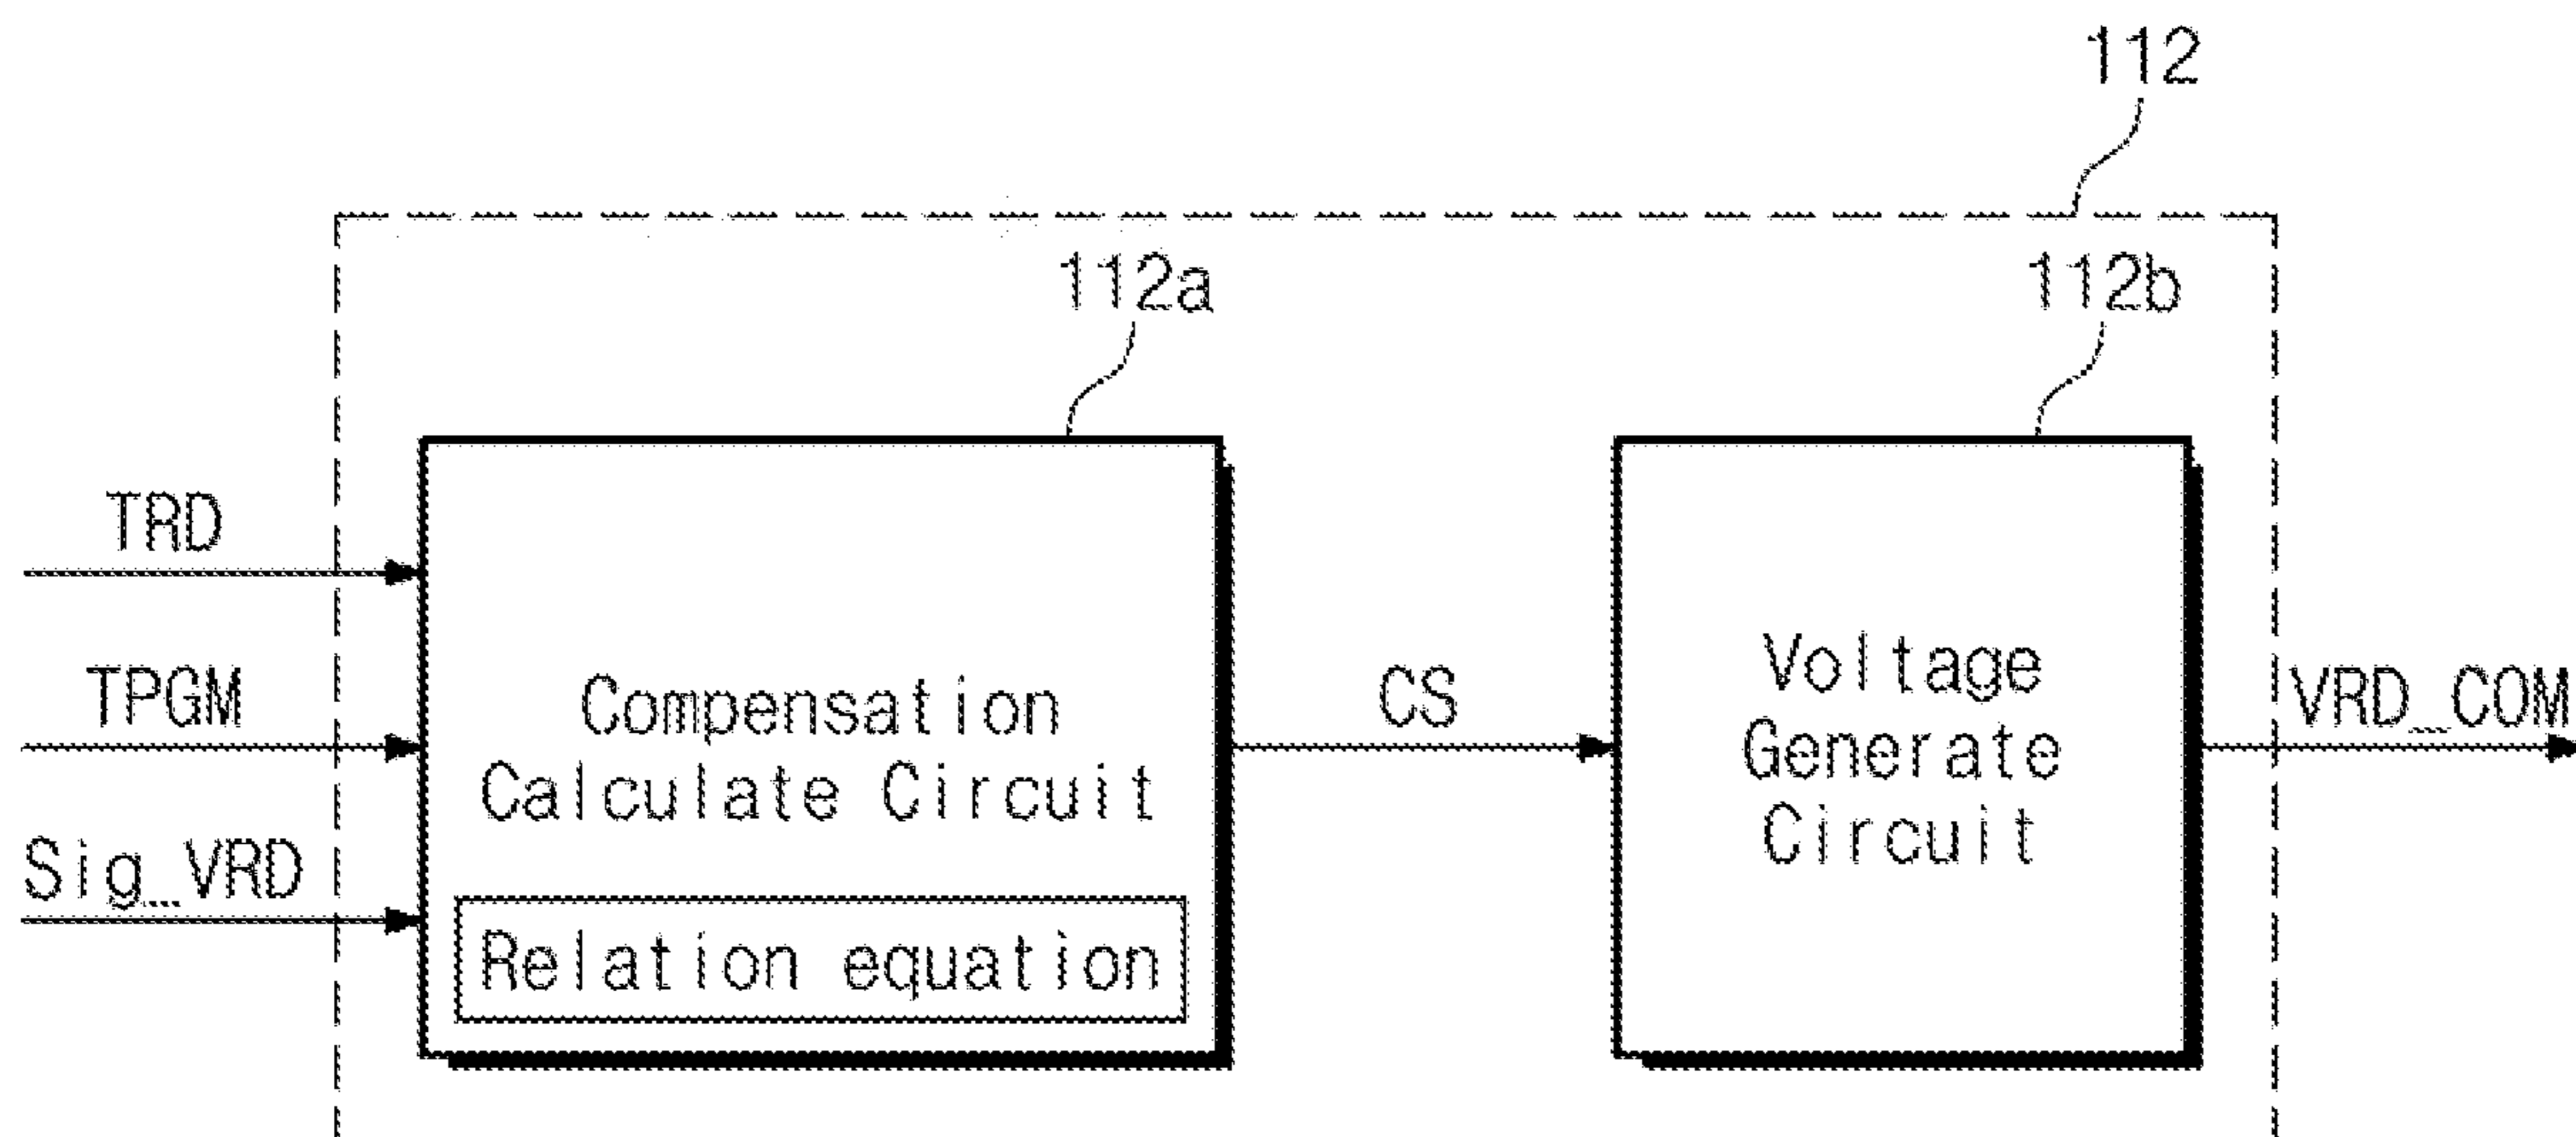 112
112a
112b
TRD
TPGM
Sig_VRD
Compensation
Calculate Circuit
Relation equation
CS
Voltage
Generate
Circuit
VRD_COM